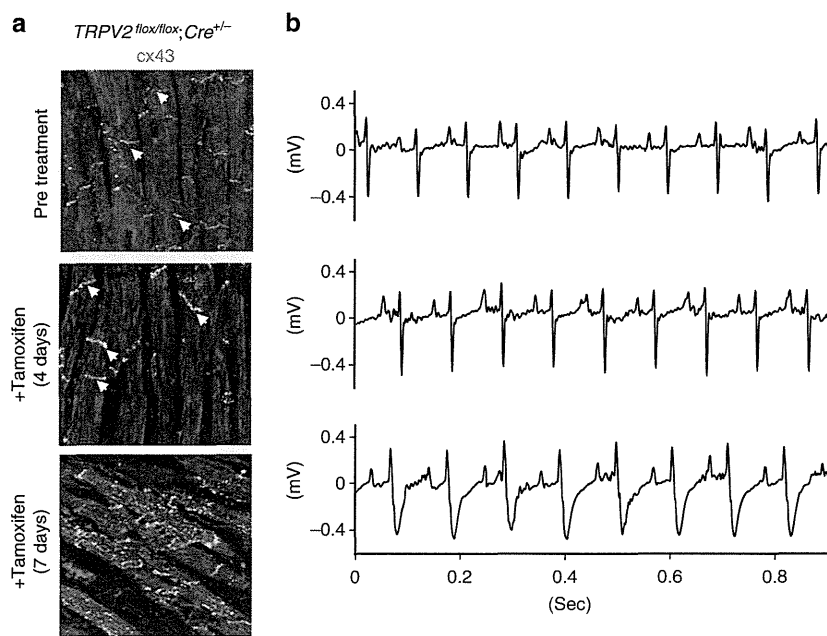 a
TRPV2 flox/flox;Cre+/–
cx43
Pre treatment
+Tamoxifen
(4 days)
+Tamoxifen
(7 days)
b
0.4
0
–0.4
(mV)
0.4
0
–0.4
(mV)
0.4
0
–0.4
(mV)
0
0.2
0.4
0.6
0.8
(Sec)